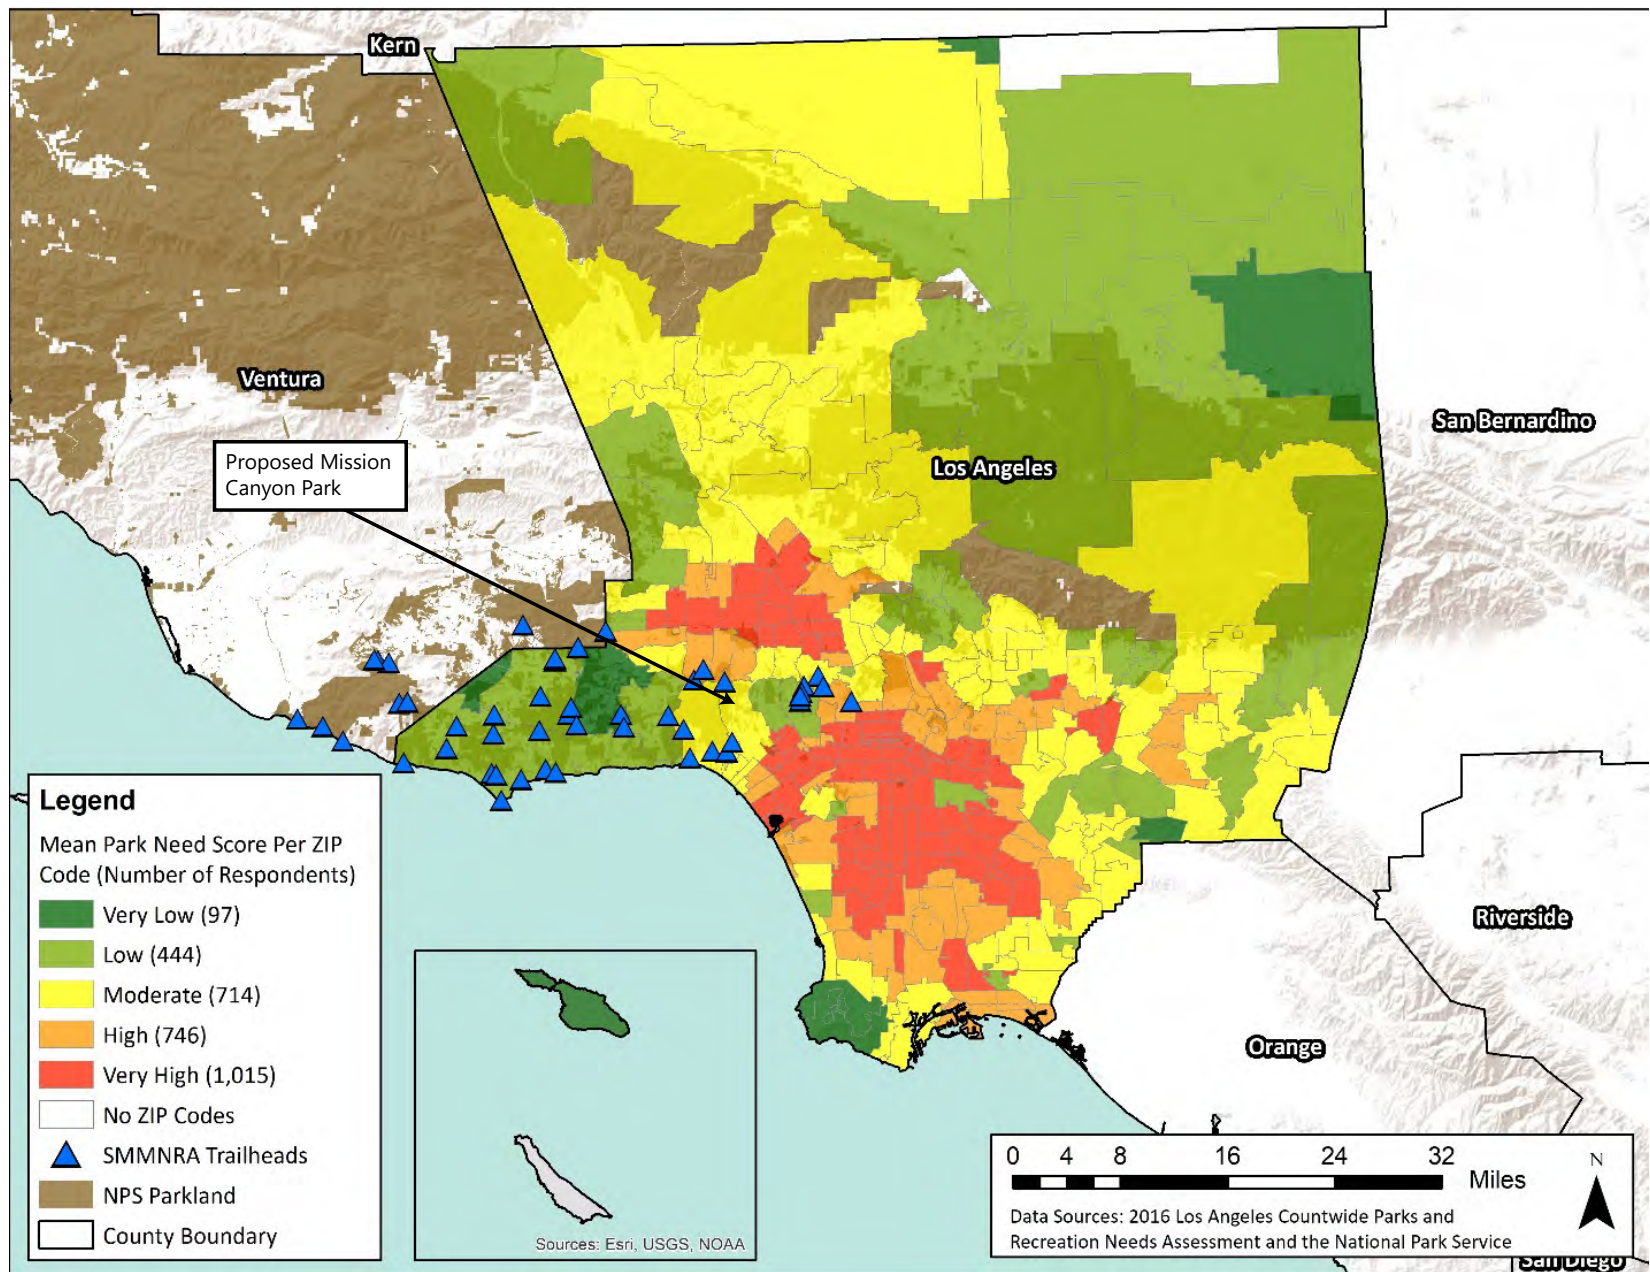 Kern
Ventura
Proposed Mission
Canyon Park
Los Angeles
San Bernardino
Riverside
Orange
San Diego
Legend
Mean Park Need Score Per ZIP
Code (Number of Respondents)
Very Low (97)
Low (444)
Moderate (714)
High (746)
Very High (1,015)
No ZIP Codes
SMMNRA Trailheads
NPS Parkland
County Boundary
Sources: Esri, USGS, NOAA
0 4 8 16 24 32
Miles
N
Data Sources: 2016 Los Angeles Countwide Parks and
Recreation Needs Assessment and the National Park Service